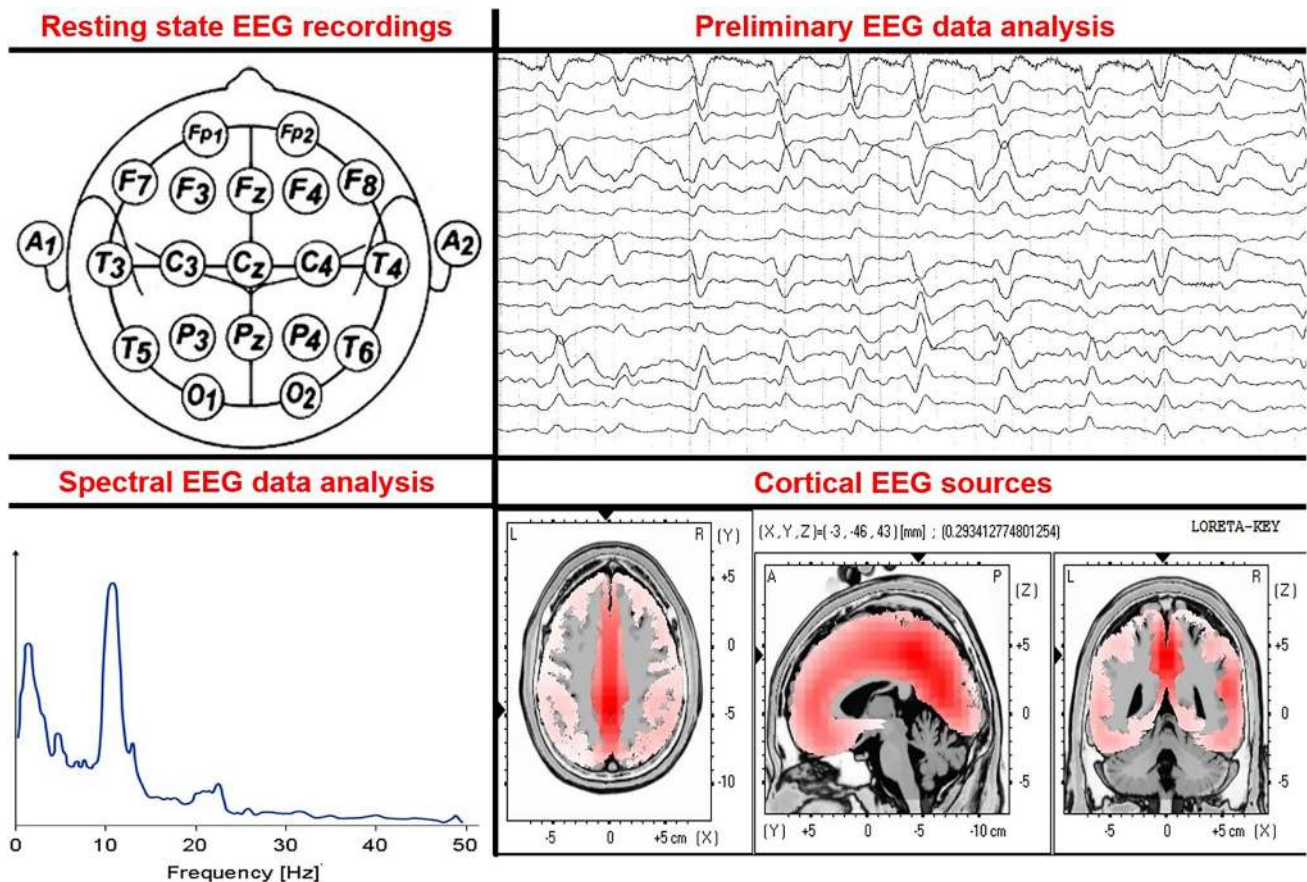 Resting state EEG recordings
Preliminary EEG data analysis
Fp1 Fp2
F7 F3 Fz F4 F8
A1 A2
T3 C3 Cz C4 T4
T5 P3 Pz P4 T6
O1 O2
Spectral EEG data analysis
Cortical EEG sources
(X,Y,Z)=(-3,-46,43)[mm] ; (0.293412774801254)
LORETA-KEY
L R (Y)
+5
0
-5
-10
-5 0 +5 cm (X)
A P (Z)
+5
0
-5
(Y) +5 0 -5 -10 cm
L R (Z)
+5
0
-5
-5 0 +5 cm (X)
0 10 20 30 40 50
Frequency [Hz]